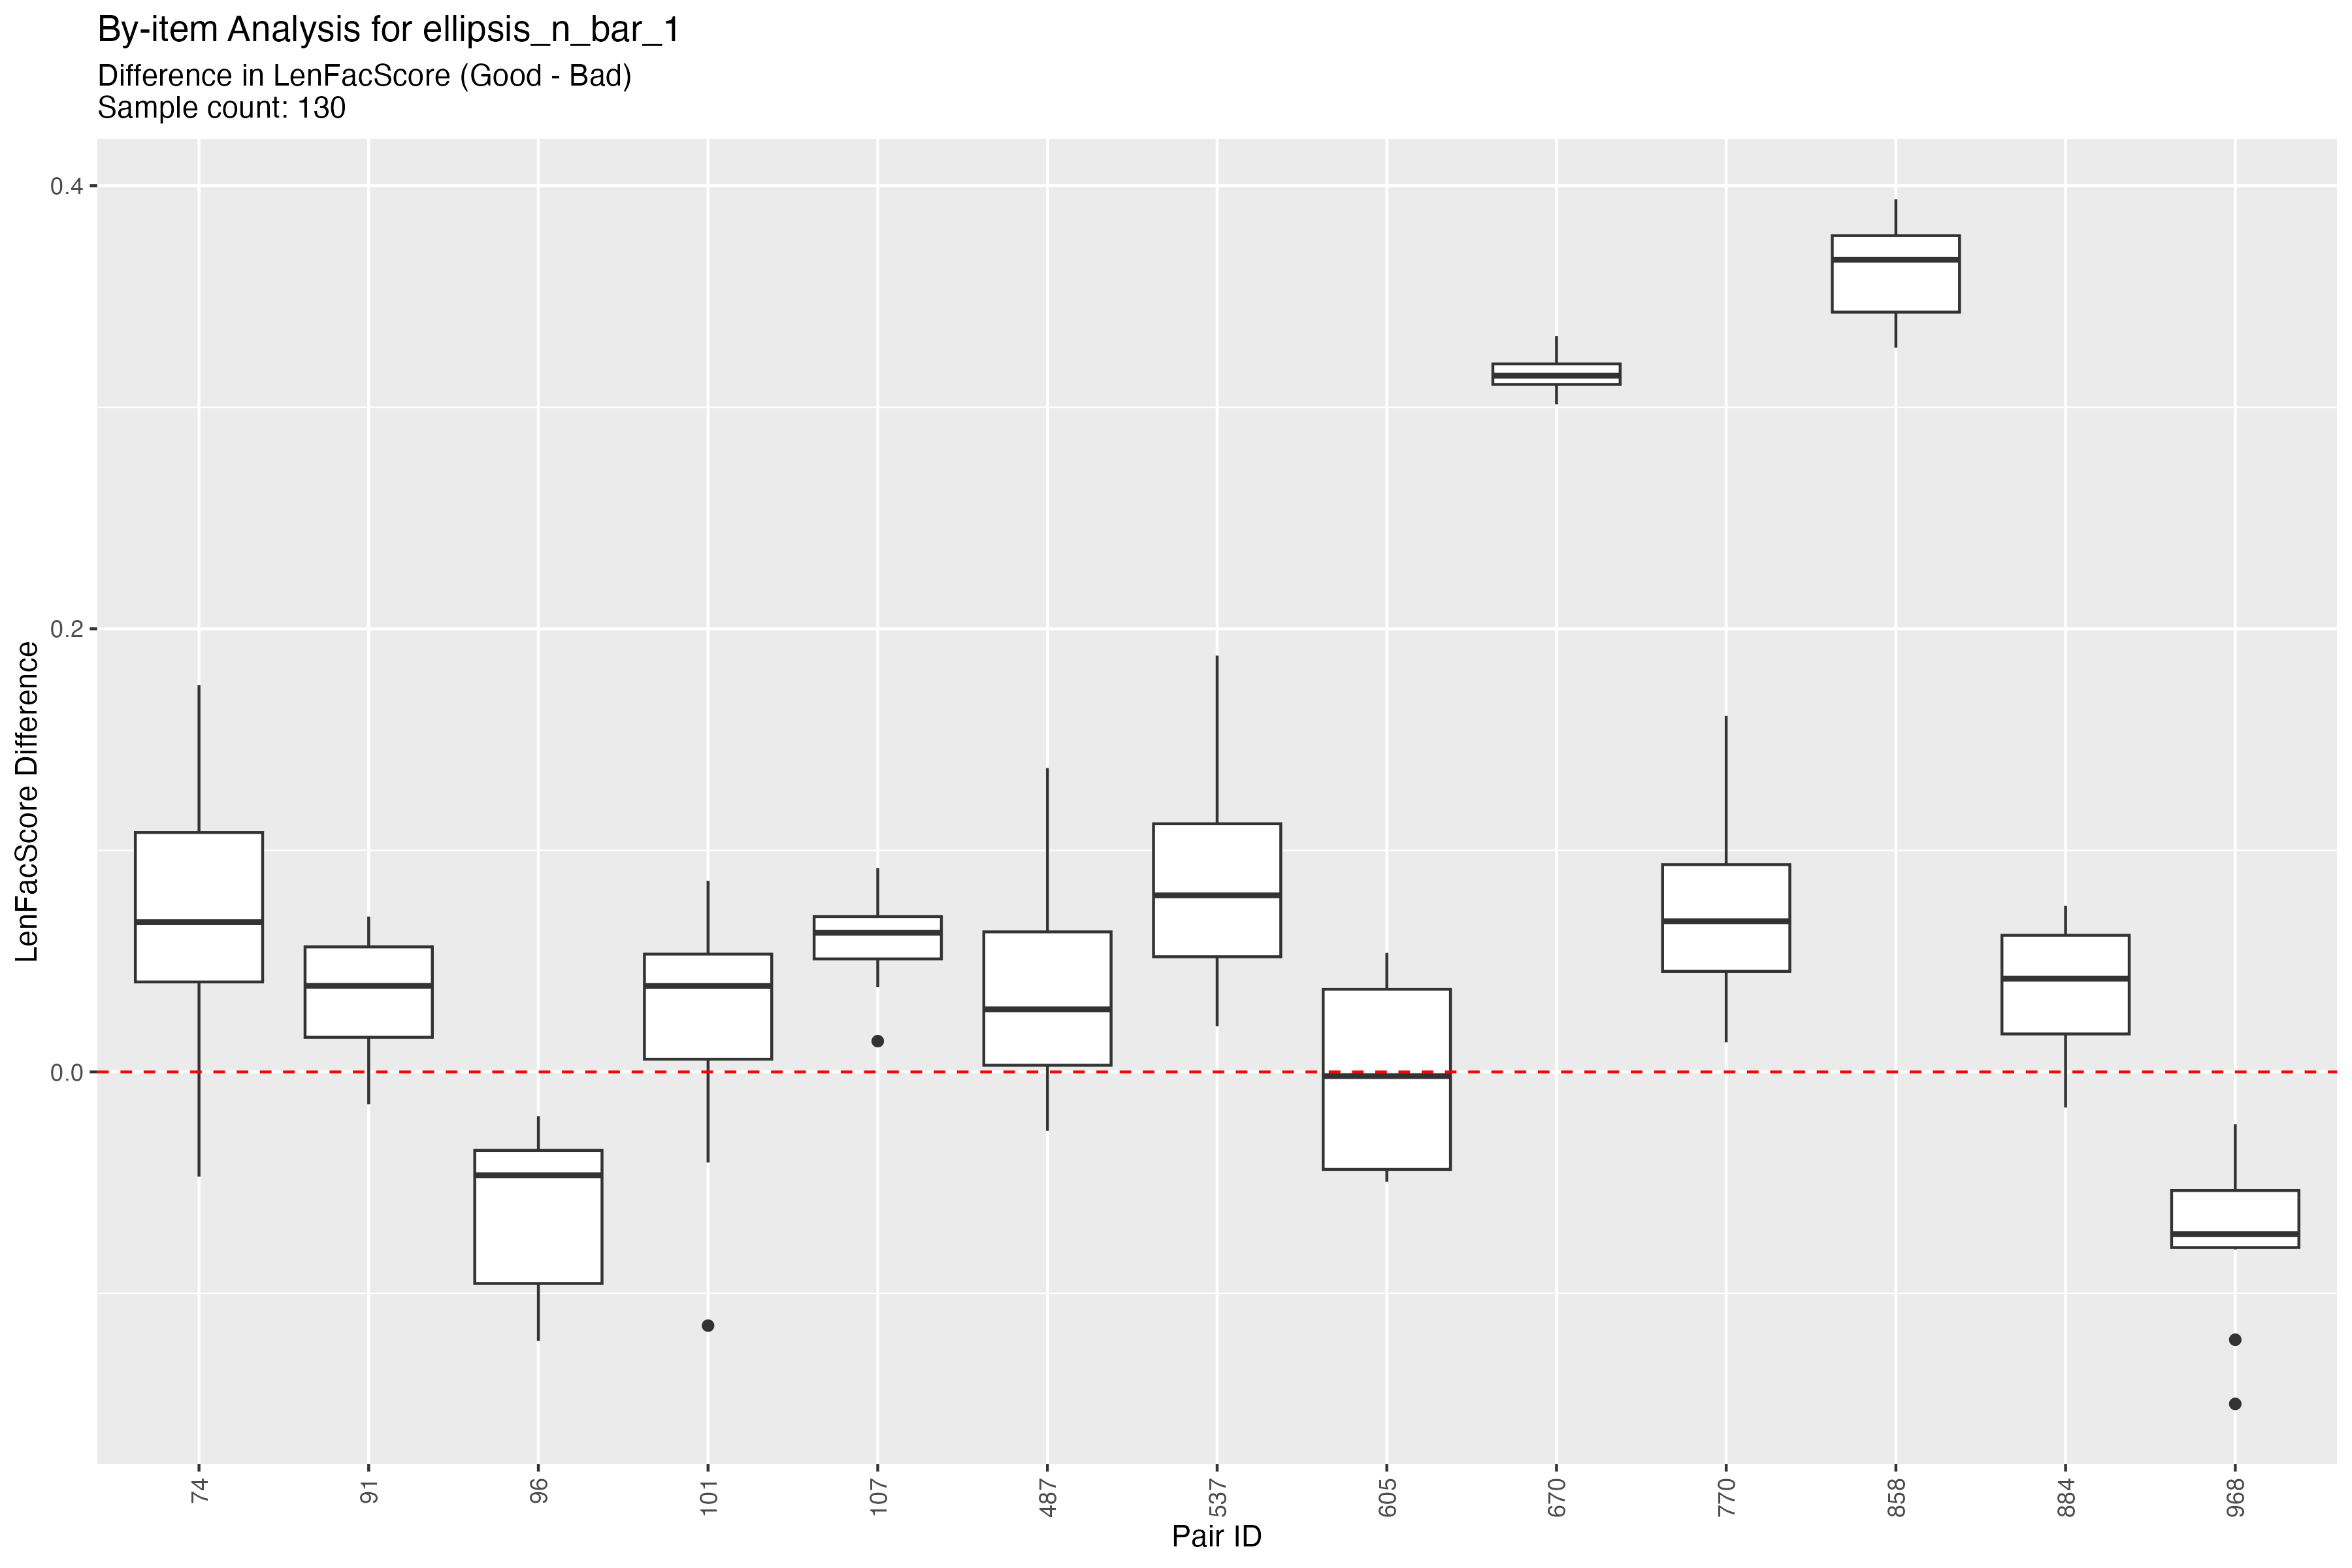 By-item Analysis for ellipsis_n_bar_1
Difference in LenFacScore (Good - Bad)
Sample count: 130
LenFacScore Difference
0.4
0.2
0.0
74 91 96 101 107 487 537 605 670 770 858 884 968
Pair ID